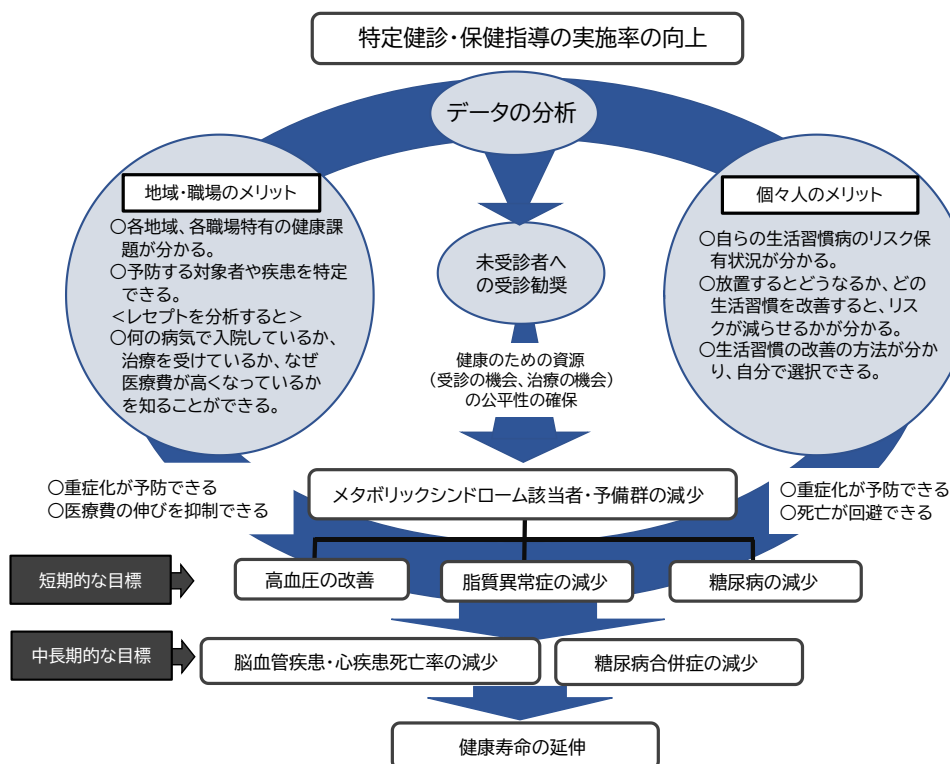 特定健診・保健指導の実施率の向上
データの分析
地域・職場のメリット
○各地域、各職場特有の健康課
題が分かる。
○予防する対象者や疾患を特定
できる。
<レセプトを分析すると>
○何の病気で入院しているか、
治療を受けているか、なぜ
医療費が高くなっているか
を知ることができる。
未受診者へ
の受診勧奨
個々人のメリット
○自らの生活習慣病のリスク保
有状況が分かる。
○放置するとどうなるか、どの
生活習慣を改善すると、リス
クが減らせるかが分かる。
○生活習慣の改善の方法が分か
り、自分で選択できる。
健康のための資源
(受診の機会、治療の機会)
の公平性の確保
○重症化が予防できる
○医療費の伸びを抑制できる
メタボリックシンドローム該当者・予備群の減少
○重症化が予防できる
○死亡が回避できる
短期的な目標
高血圧の改善
脂質異常症の減少
糖尿病の減少
中長期的な目標
脳血管疾患・心疾患死亡率の減少
糖尿病合併症の減少
健康寿命の延伸